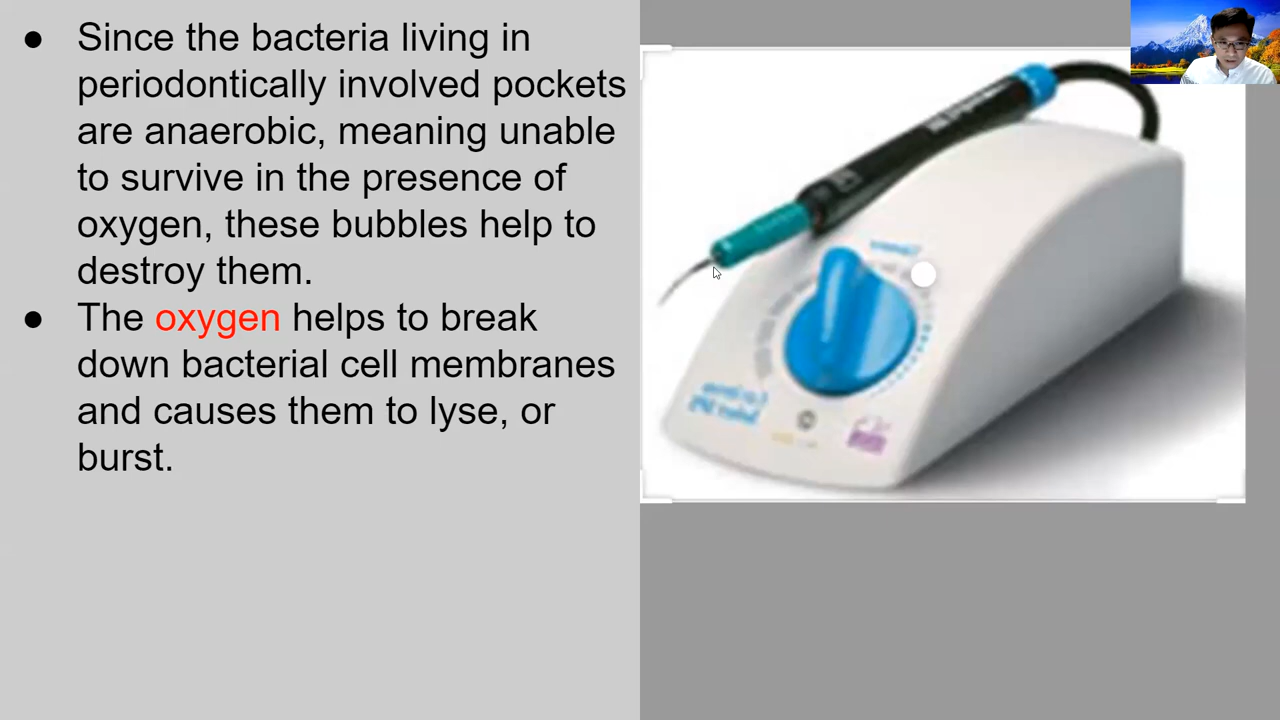 ● Since the bacteria living in
periodontically involved pockets
are anaerobic, meaning unable
to survive in the presence of
oxygen, these bubbles help to
destroy them.
● The oxygen helps to break
down bacterial cell membranes
and causes them to lyse, or
burst.